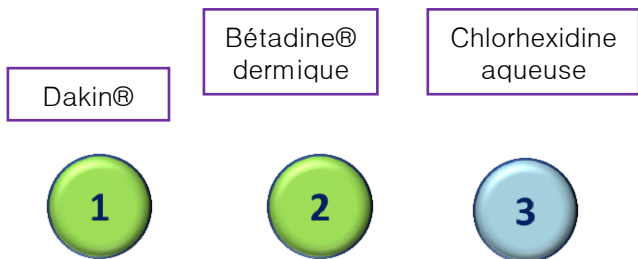 Dakin®
Bétadine®
dermique
Chlorhexidine
aqueuse
1
2
3